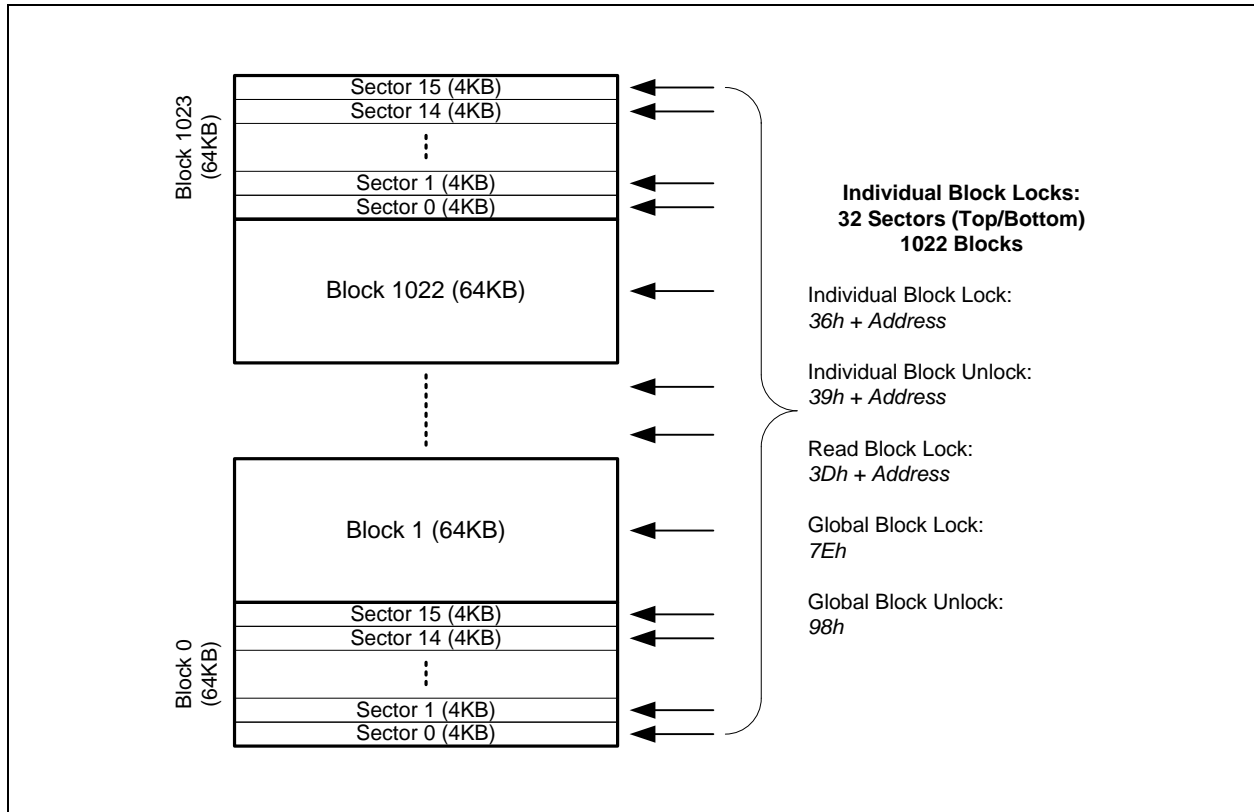 Block 1023
(64KB)
Sector 15 (4KB)
Sector 14 (4KB)
Sector 1 (4KB)
Sector 0 (4KB)
Block 1022 (64KB)
Block 1 (64KB)
Block 0
(64KB)
Sector 15 (4KB)
Sector 14 (4KB)
Sector 1 (4KB)
Sector 0 (4KB)
Individual Block Locks:
32 Sectors (Top/Bottom)
1022 Blocks
Individual Block Lock:
36h + Address
Individual Block Unlock:
39h + Address
Read Block Lock:
3Dh + Address
Global Block Lock:
7Eh
Global Block Unlock:
98h